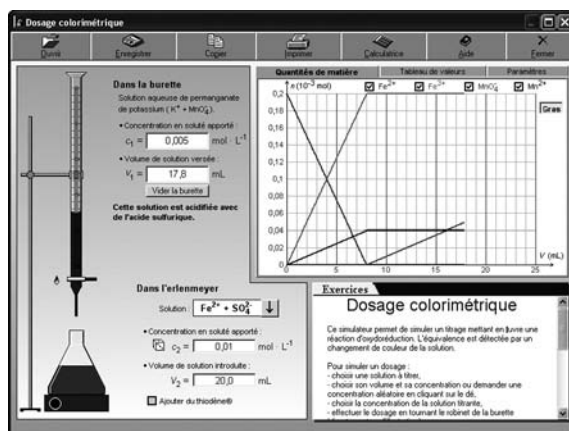 Dosage colorimétrique
Ouvrir Enregistrer Copier Imprimer Calculatrice Aide Fermer
Dans la burette
Solution aqueuse de permanganate
de potassium ( K⁺ + MnO₄⁻).
• Concentration en soluté apporté :
c₁ = 0,005 mol · L⁻¹
• Volume de solution versée :
V₁ = 17,8 mL
Vider la burette
Cette solution est acidifiée avec
de l'acide sulfurique.
Dans l'erlenmeyer
Solution : Fe²⁺ + SO₄²⁻
• Concentration en soluté apporté :
c₂ = 0,01 mol · L⁻¹
• Volume de solution introduite :
V₂ = 20,0 mL
Ajouter du thiodène®
Quantités de matière Tableau de valeurs Paramètres
n (10⁻³ mol) Fe²⁺ Fe³⁺ MnO₄⁻ Mn²⁺
Gras
0,2
0,16
0,12
0,1
0,08
0,04
0,00
0 5 10 15 20 25
V (mL)
Exercices
Dosage colorimétrique
Ce simulateur permet de simuler un titrage mettant en œuvre une
réaction d'oxydoréduction. L'équivalence est détectée par un
changement de couleur de la solution.
Pour simuler un dosage :
- choisir une solution à titrer,
- choisir son volume et sa concentration ou demander une
concentration aléatoire en cliquant sur le dé,
- choisir la concentration de la solution titrante,
- effectuer le dosage en tournant le robinet de la burette